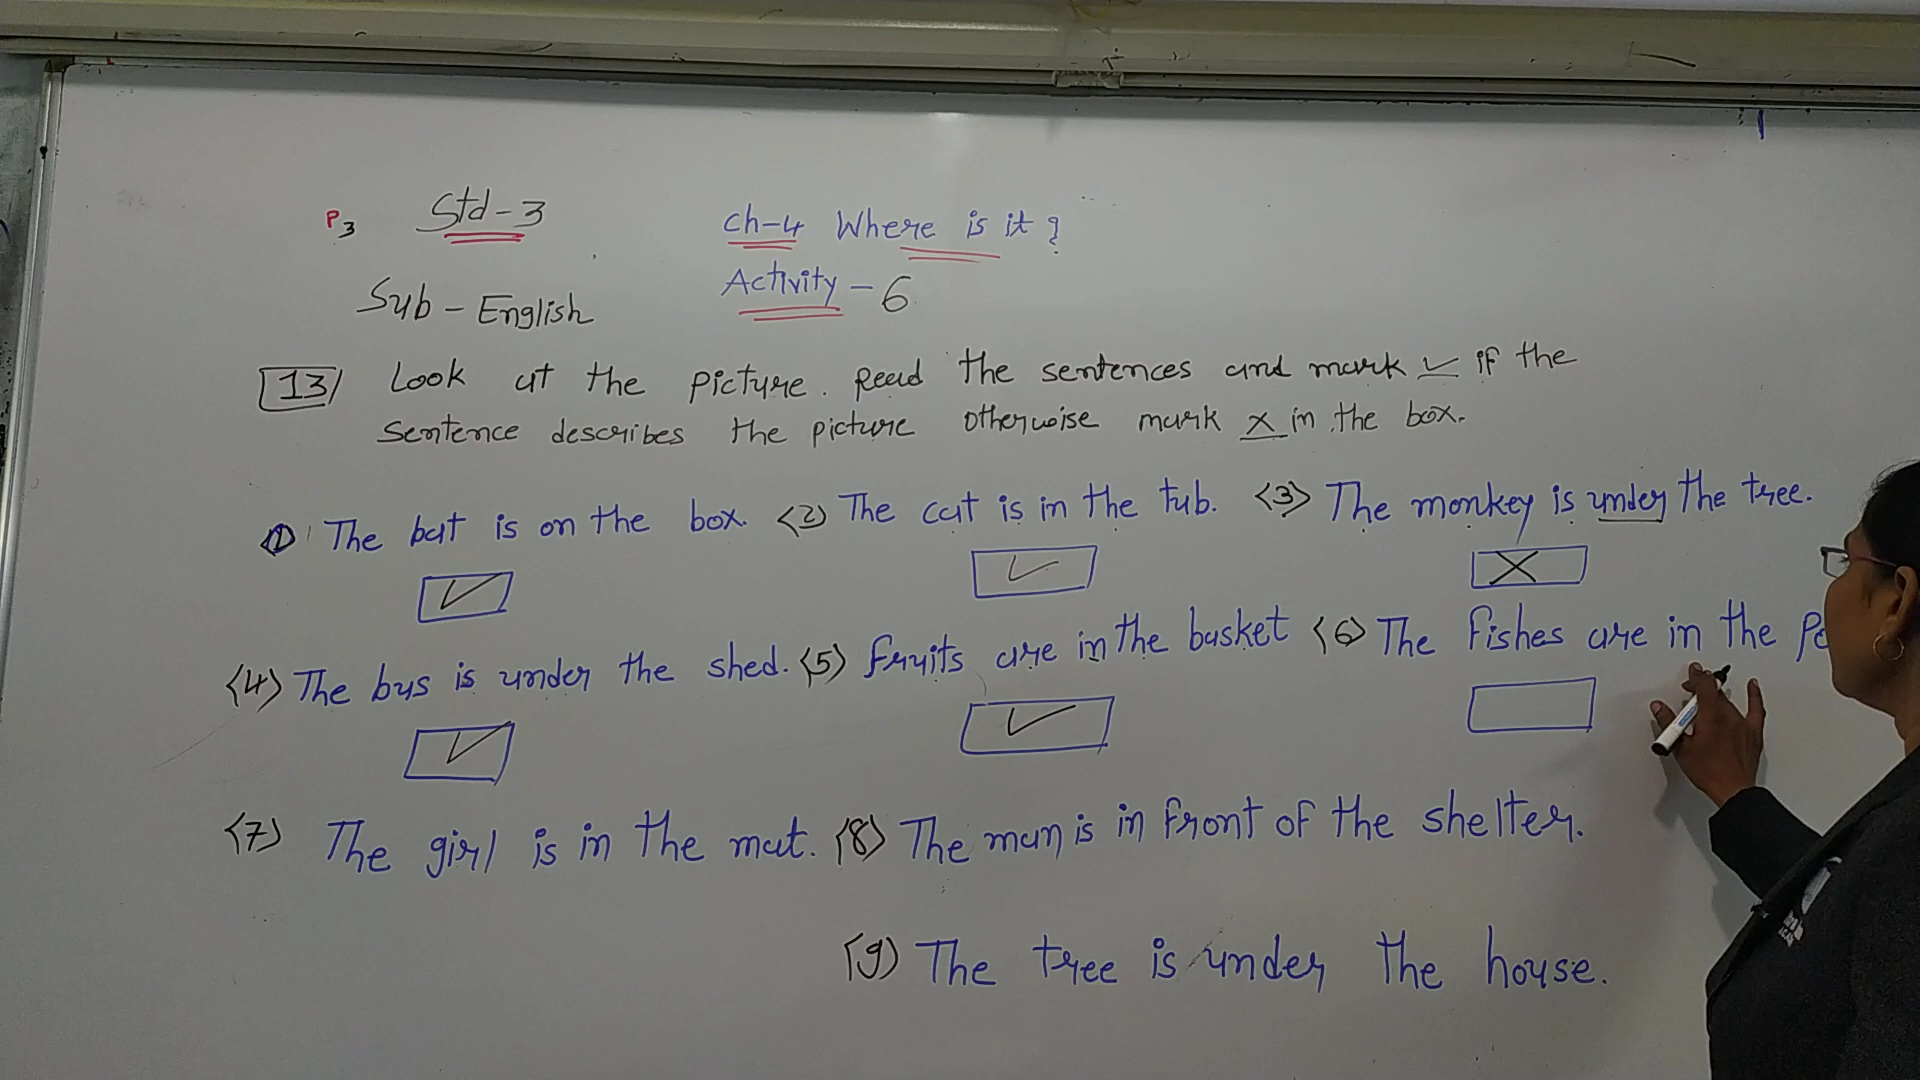 P3 Std-3 Ch-4 Where is it?
Sub - English Activity - 6
13/ Look at the picture. Read the sentences and mark ✓ if the
sentence describes the picture otherwise mark X in the box.
(1) The bat is on the box. (2) The cat is in the tub. (3) The monkey is under the tree.
✓ ✓ X
(4) The bus is under the shed. (5) fruits are in the basket (6) The fishes are in the
✓ ✓
(7) The girl is in the mat. (8) The man is in front of the shelter.
(9) The tree is under the house.